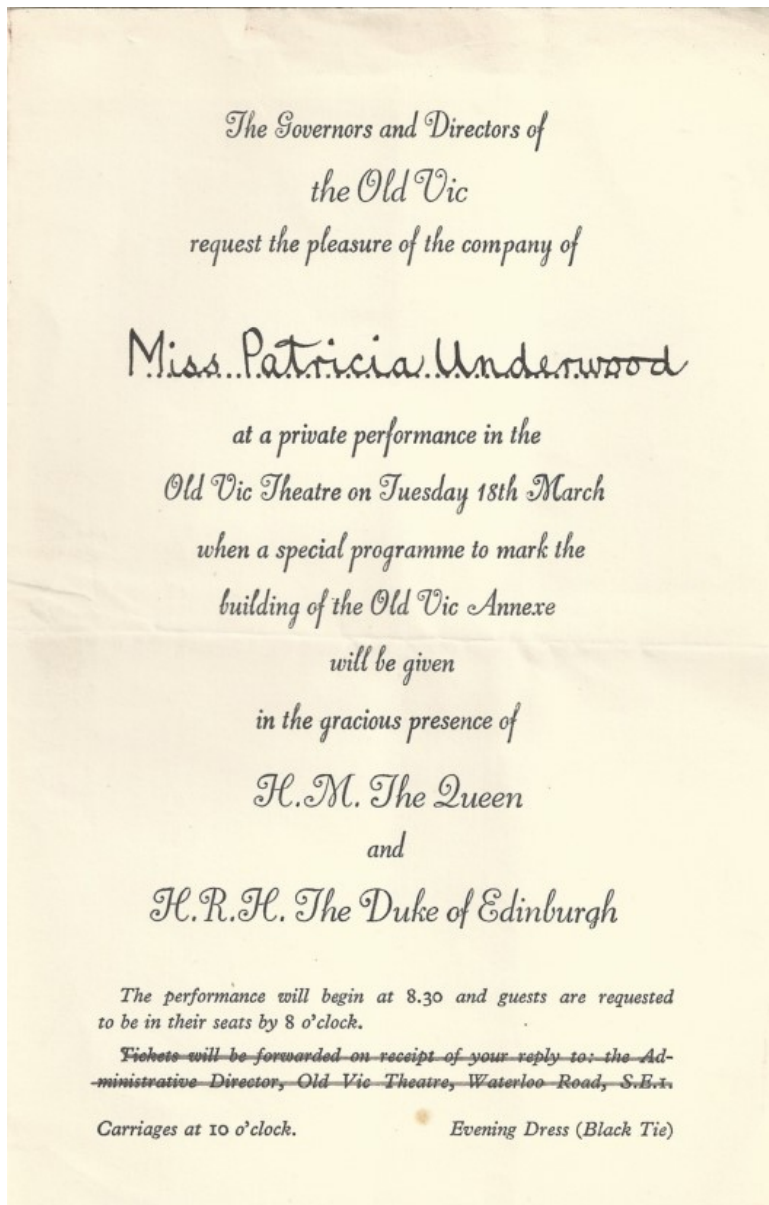 The Governors and Directors of
the Old Vic
request the pleasure of the company of
Miss Patricia Underwood
at a private performance in the
Old Vic Theatre on Tuesday 18th March
when a special programme to mark the
building of the Old Vic Annexe
will be given
in the gracious presence of
H.M. The Queen
and
H.R.H. The Duke of Edinburgh
The performance will begin at 8.30 and guests are requested
to be in their seats by 8 o'clock.
Tickets will be forwarded on receipt of your reply to: the Ad-
ministrative Director, Old Vic Theatre, Waterloo Road, S.E.1.
Carriages at 10 o'clock. Evening Dress (Black Tie)